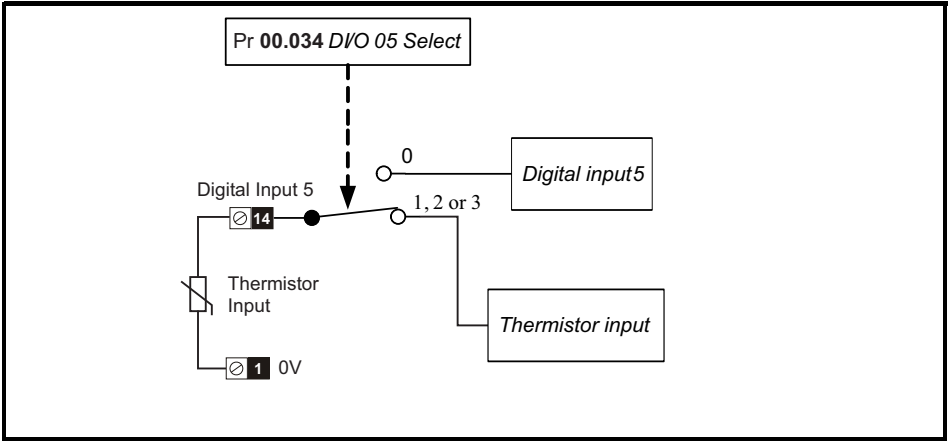 Pr 00.034 DI/O 05 Select
0
Digital input5
Digital Input 5
1, 2 or 3
14
Thermistor
Input
Thermistor input
1 0V